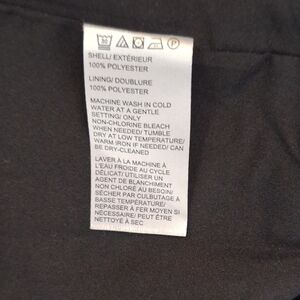 SHELL/ EXTÉRIEUR
100% POLYESTER
LINING/ DOUBLURE
100% POLYESTER
MACHINE WASH IN COLD
WATER AT A GENTLE
SETTING/ ONLY
NON-CHLORINE BLEACH
WHEN NEEDED/ TUMBLE
DRY AT LOW TEMPERATURE/
WARM IRON IF NEEDED/ CAN
BE DRY-CLEANED
LAVER À LA MACHINE À
L'EAU FROIDE AU CYCLE
DÉLICAT/ UTILISER UN
AGENT DE BLANCHIMENT
NON CHLORÉ AU BESOIN/
SÉCHER PAR CULBUTAGE À
BASSE TEMPÉRATURE/
REPASSER À FER MOYEN SI
NÉCESSAIRE/ PEUT ÊTRE
NETTOYÉ À SEC